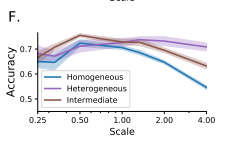 Scale
F.
Accuracy
0.7
0.6
0.5
Homogeneous
Heterogeneous
Intermediate
0.25 0.50 1.00 2.00 4.00
Scale